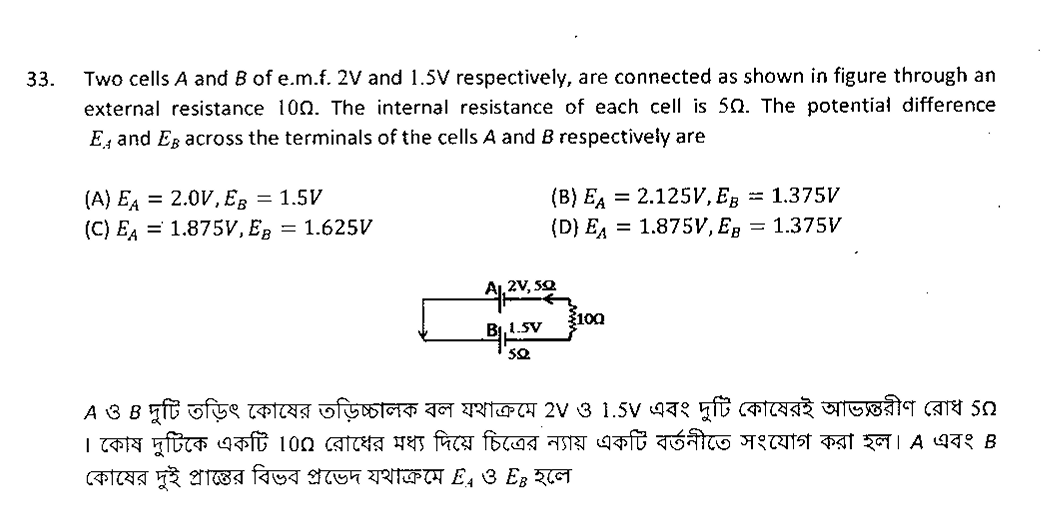 33. Two cells A and B of e.m.f. 2V and 1.5V respectively, are connected as shown in figure through an
external resistance 10Ω. The internal resistance of each cell is 5Ω. The potential difference
E_A and E_B across the terminals of the cells A and B respectively are
(A) E_A = 2.0V, E_B = 1.5V (B) E_A = 2.125V, E_B = 1.375V
(C) E_A = 1.875V, E_B = 1.625V (D) E_A = 1.875V, E_B = 1.375V
A 2V, 5Ω
10Ω
B 1.5V
5Ω
A ও B দুটি তড়িৎ কোষের তড়িচ্চালক বল যথাক্রমে 2V ও 1.5V এবং দুটি কোষেরই আভ্যন্তরীণ রোধ 5Ω
। কোষ দুটিকে একটি 10Ω রোধের মধ্য দিয়ে চিত্রের ন্যায় একটি বর্তনীতে সংযোগ করা হল। A এবং B
কোষের দুই প্রান্তের বিভব প্রভেদ যথাক্রমে E_A ও E_B হলে